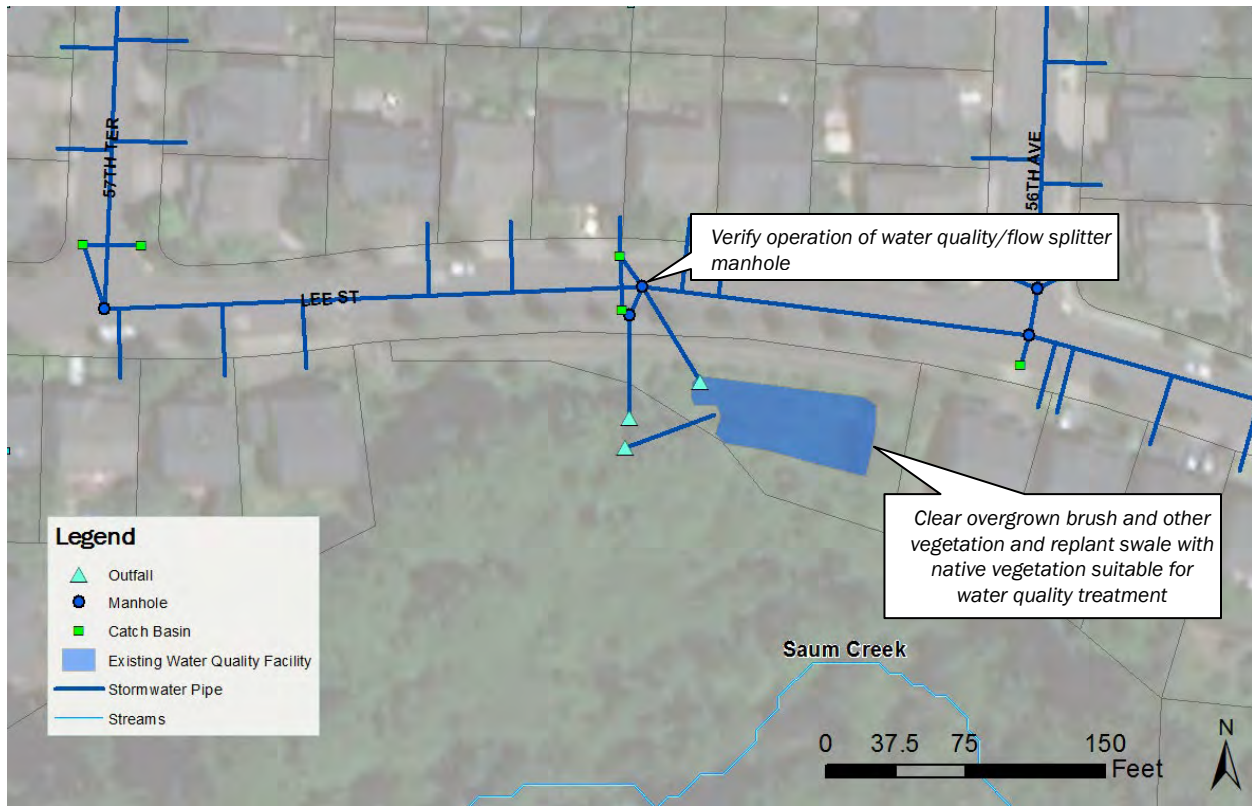 57TH TER
56TH AVE
Verify operation of water quality/flow splitter
manhole
LEE ST
Clear overgrown brush and other
vegetation and replant swale with
native vegetation suitable for
water quality treatment
Legend
Outfall
Manhole
Catch Basin
Existing Water Quality Facility
Stormwater Pipe
Streams
Saum Creek
0 37.5 75 150
Feet
N